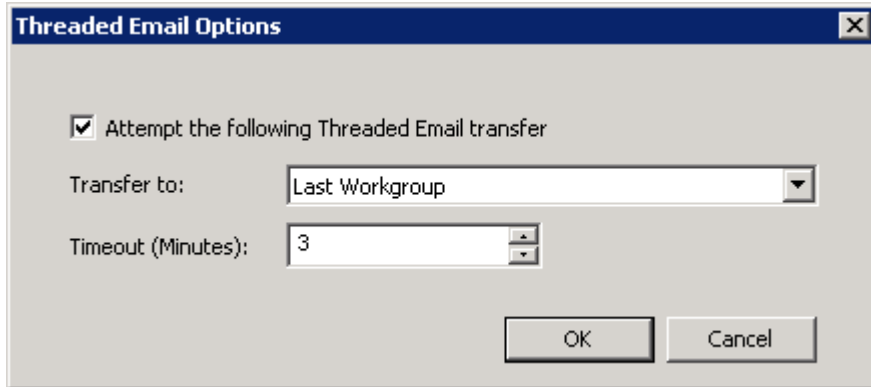 Threaded Email Options
Attempt the following Threaded Email transfer
Transfer to: Last Workgroup
Timeout (Minutes): 3
OK Cancel